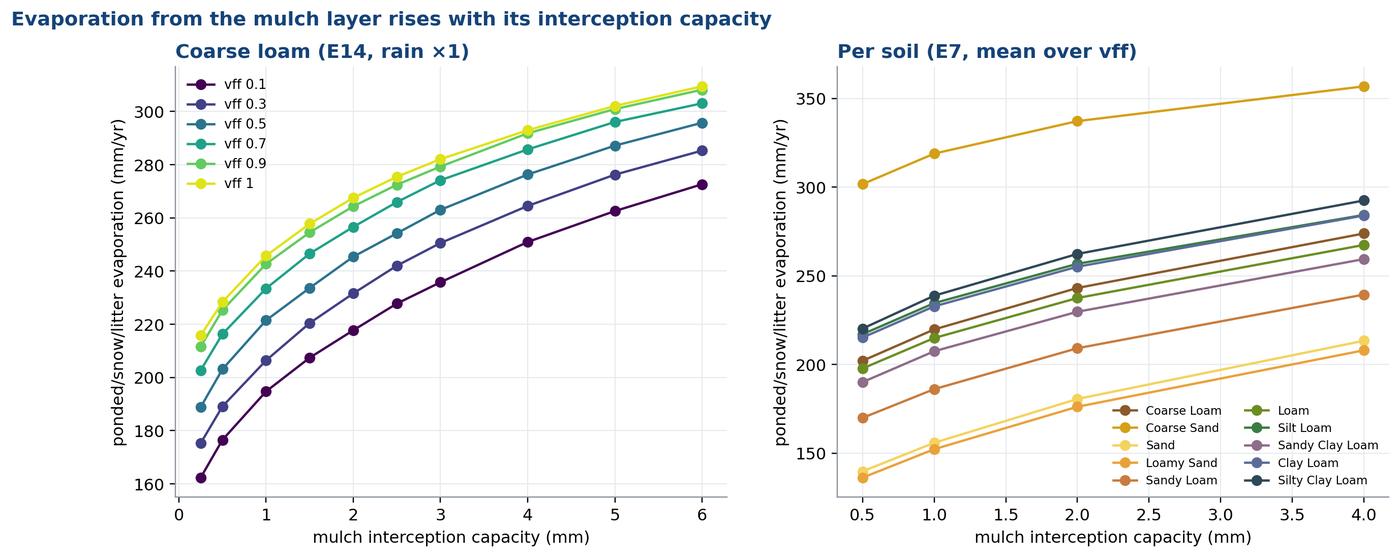 Evaporation from the mulch layer rises with its interception capacity
Coarse loam (E14, rain ×1)
ponded/snow/litter evaporation (mm/yr)
300
280
260
240
220
200
180
160
vff 0.1
vff 0.3
vff 0.5
vff 0.7
vff 0.9
vff 1
0 1 2 3 4 5 6
mulch interception capacity (mm)
Per soil (E7, mean over vff)
ponded/snow/litter evaporation (mm/yr)
350
300
250
200
150
Coarse Loam
Coarse Sand
Sand
Loamy Sand
Sandy Loam
Loam
Silt Loam
Sandy Clay Loam
Clay Loam
Silty Clay Loam
0.5 1.0 1.5 2.0 2.5 3.0 3.5 4.0
mulch interception capacity (mm)